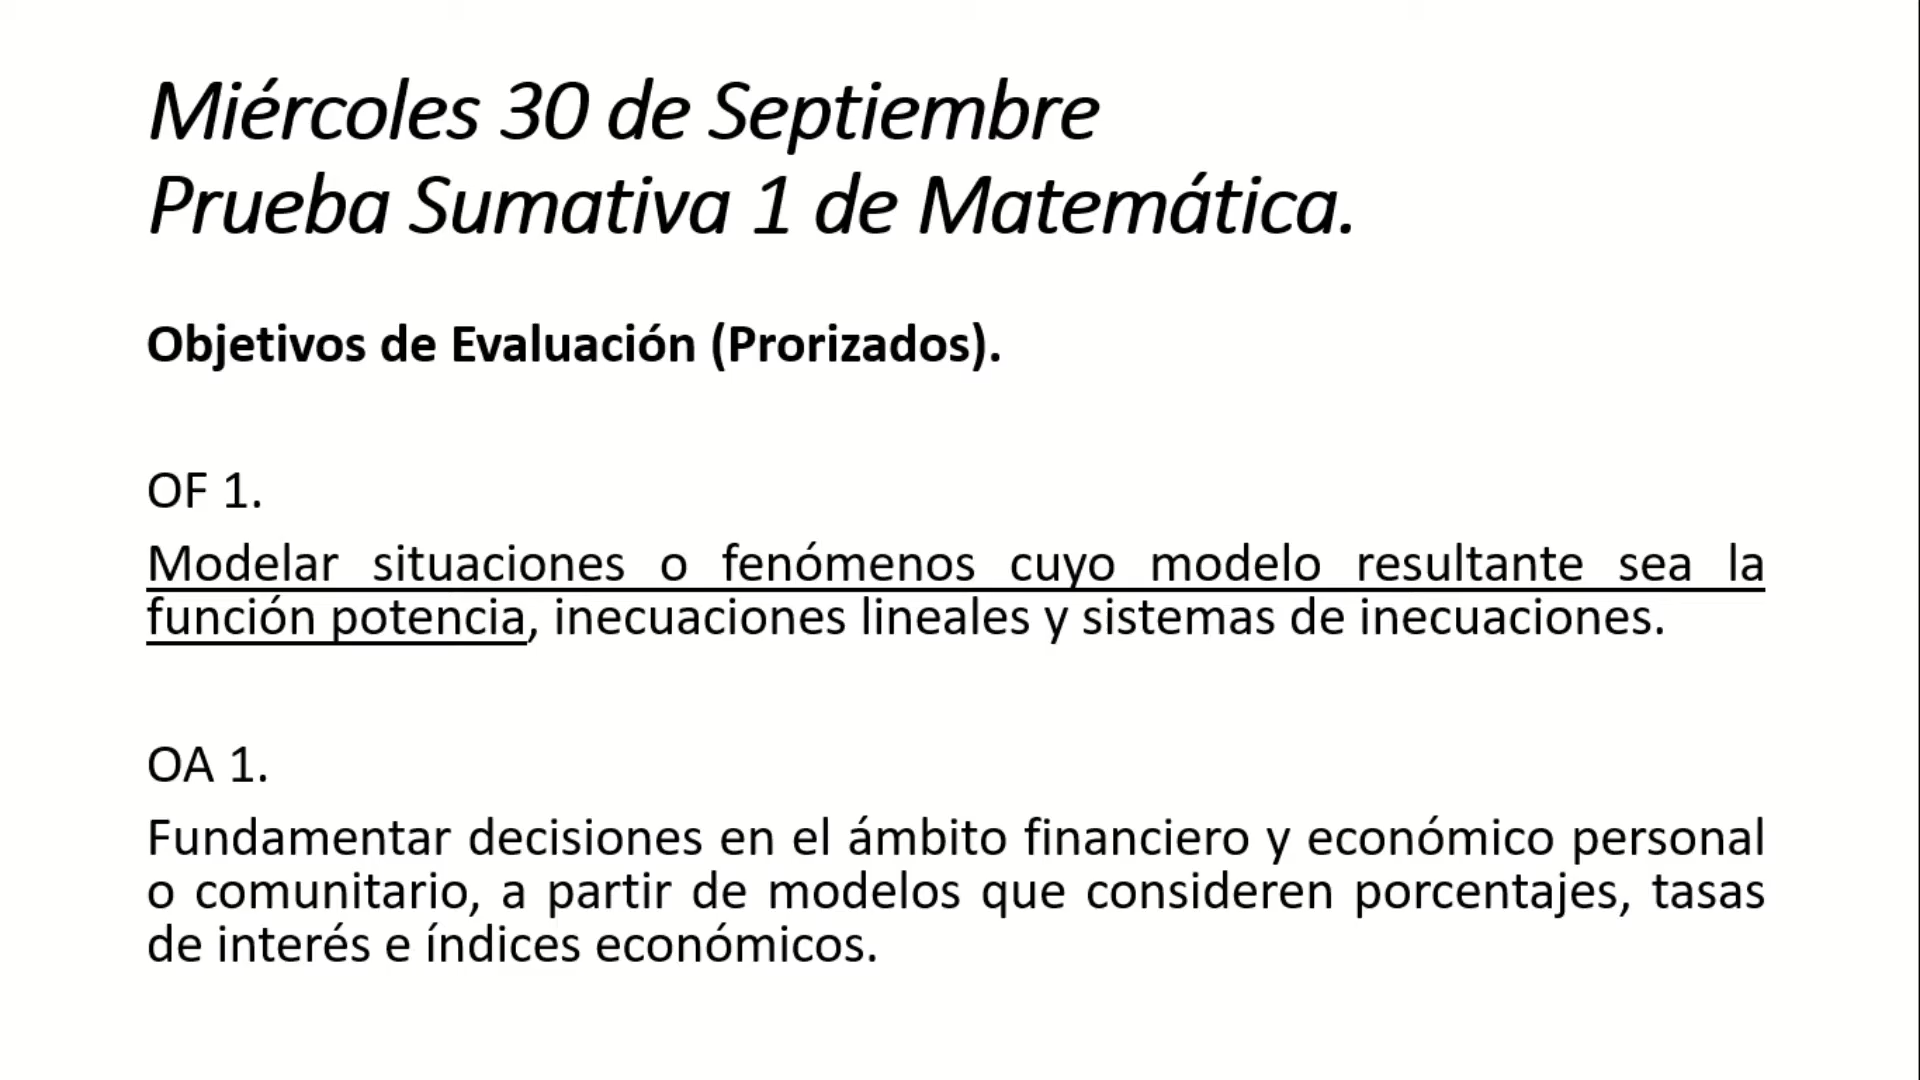 Miércoles 30 de Septiembre
Prueba Sumativa 1 de Matemática.
Objetivos de Evaluación (Prorizados).
OF 1.
Modelar situaciones o fenómenos cuyo modelo resultante sea la
función potencia, inecuaciones lineales y sistemas de inecuaciones.
OA 1.
Fundamentar decisiones en el ámbito financiero y económico personal
o comunitario, a partir de modelos que consideren porcentajes, tasas
de interés e índices económicos.